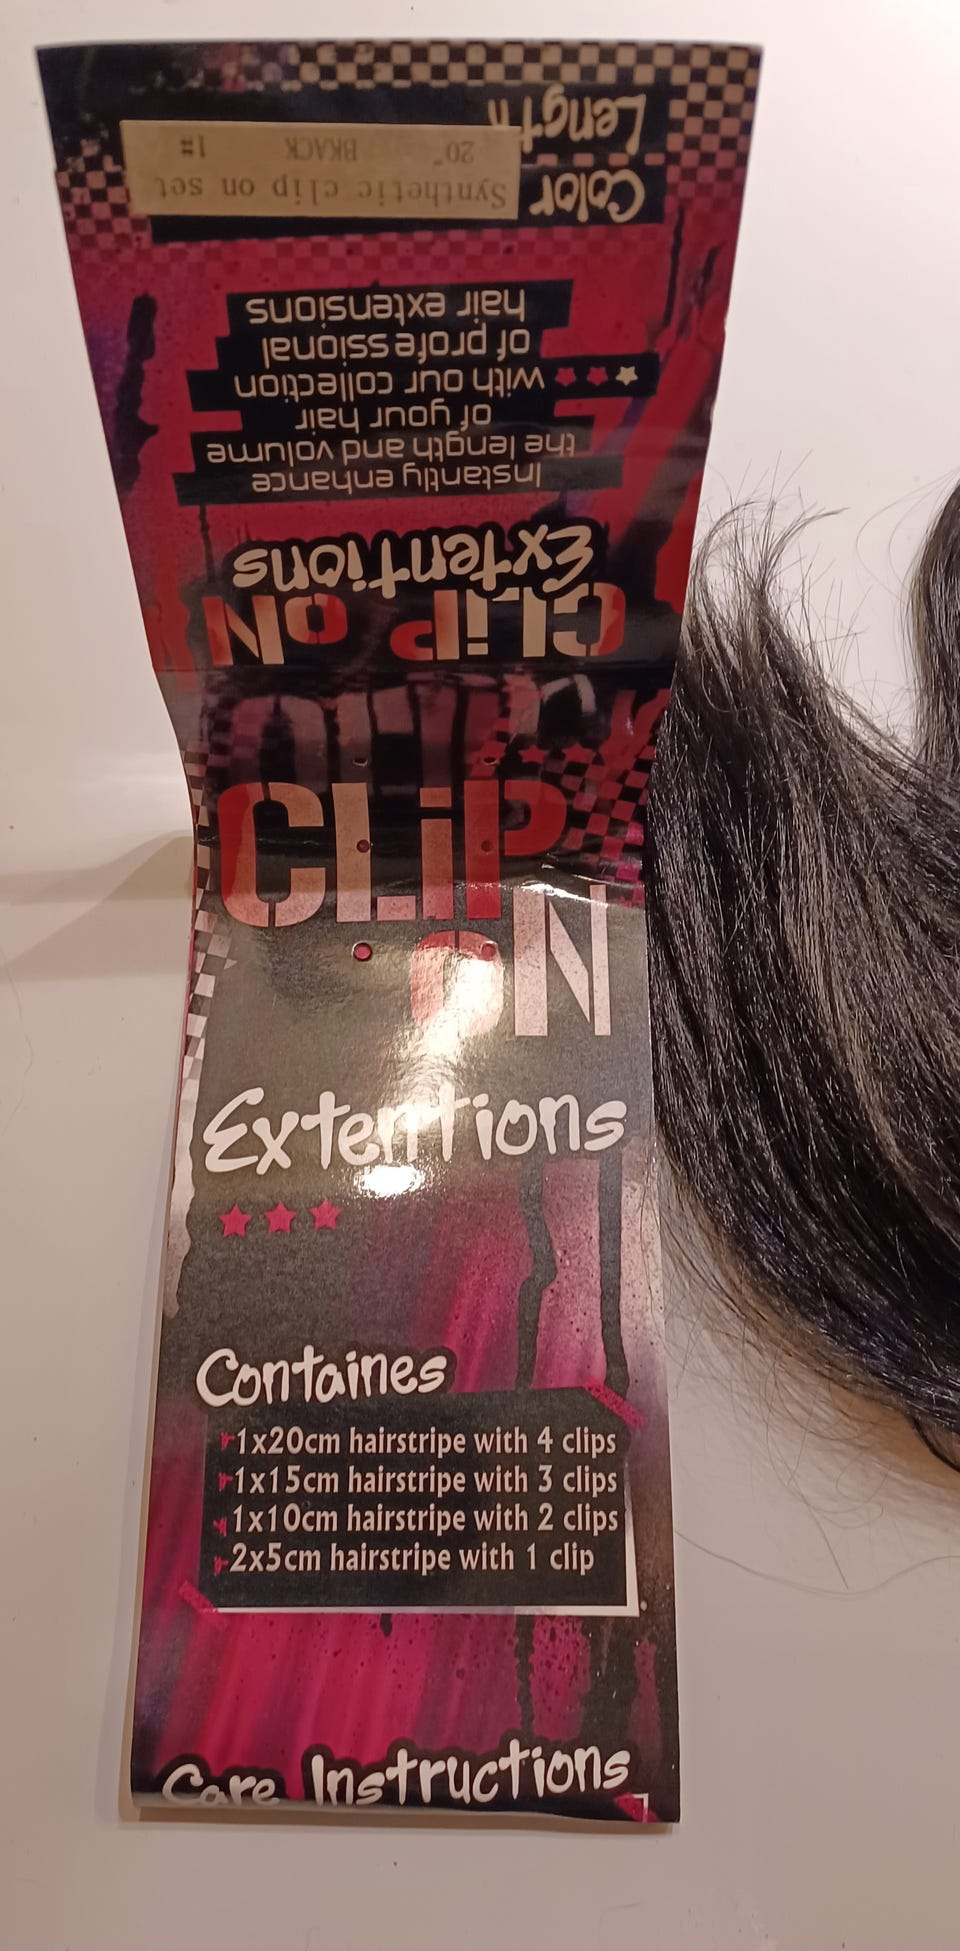 Length
Color
Synthetic clip on set
20" BKACK 1#
Instantly enhance
the length and volume
of your hair
with our collection
of professional
hair extensions
CLiP oN
Extentions
CLiP
oN
Extentions
Containes
1x20cm hairstripe with 4 clips
1x15cm hairstripe with 3 clips
1x10cm hairstripe with 2 clips
2x5cm hairstripe with 1 clip
Care Instructions